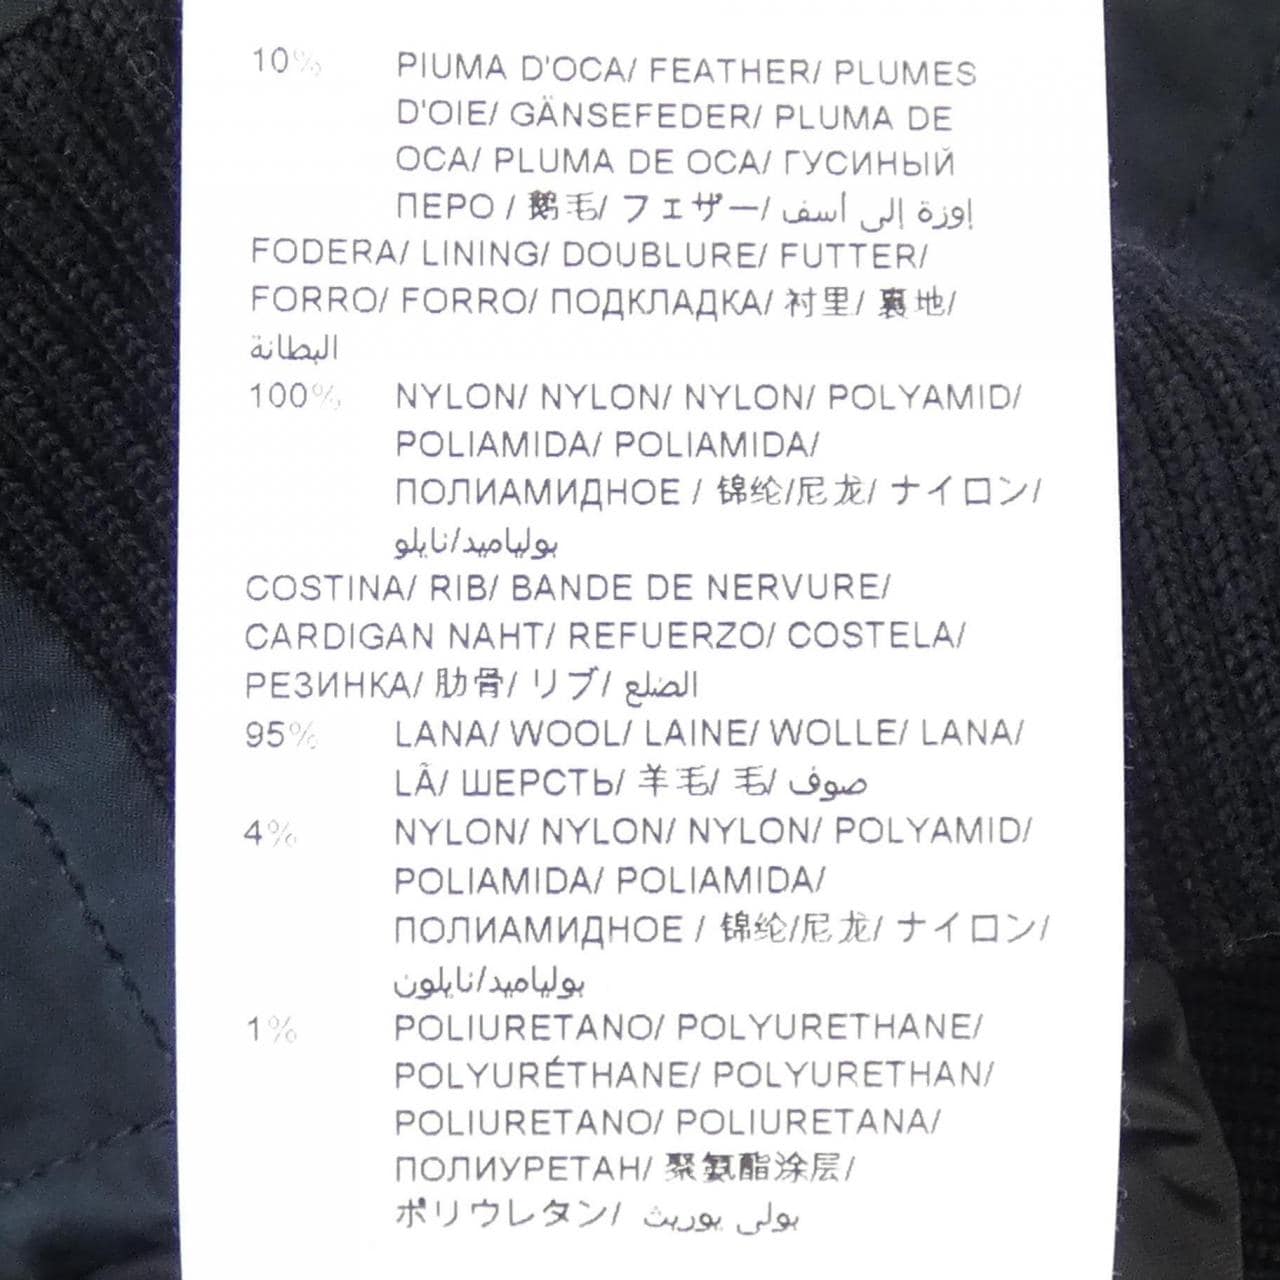 10% PIUMA D'OCA/ FEATHER/ PLUMES
D'OIE/ GÄNSEFEDER/ PLUMA DE
OCA/ PLUMA DE OCA/ ГУСИНЫЙ
ПЕРО / 鹅毛/ フェザー/ إوزة إلى أسف
FODERA/ LINING/ DOUBLURE/ FUTTER/
FORRO/ FORRO/ ПОДКЛАДКА/ 衬里/ 裏地/
البطانة
100% NYLON/ NYLON/ NYLON/ POLYAMID/
POLIAMIDA/ POLIAMIDA/
ПОЛИАМИДНОЕ / 锦纶/尼龙/ ナイロン/
بولياميد/نايلو
COSTINA/ RIB/ BANDE DE NERVURE/
CARDIGAN NAHT/ REFUERZO/ COSTELA/
РЕЗИНКА/ 肋骨/ リブ/ الضلع
95% LANA/ WOOL/ LAINE/ WOLLE/ LANA/
LÃ/ ШЕРСТЬ/ 羊毛/ 毛/ صوف
4% NYLON/ NYLON/ NYLON/ POLYAMID/
POLIAMIDA/ POLIAMIDA/
ПОЛИАМИДНОЕ / 锦纶/尼龙/ ナイロン/
بولياميد/نايلون
1% POLIURETANO/ POLYURETHANE/
POLYURÉTHANE/ POLYURETHAN/
POLIURETANO/ POLIURETANA/
ПОЛИУРЕТАН/ 聚氨酯涂层/
ポリウレタン/ بولي يوريث